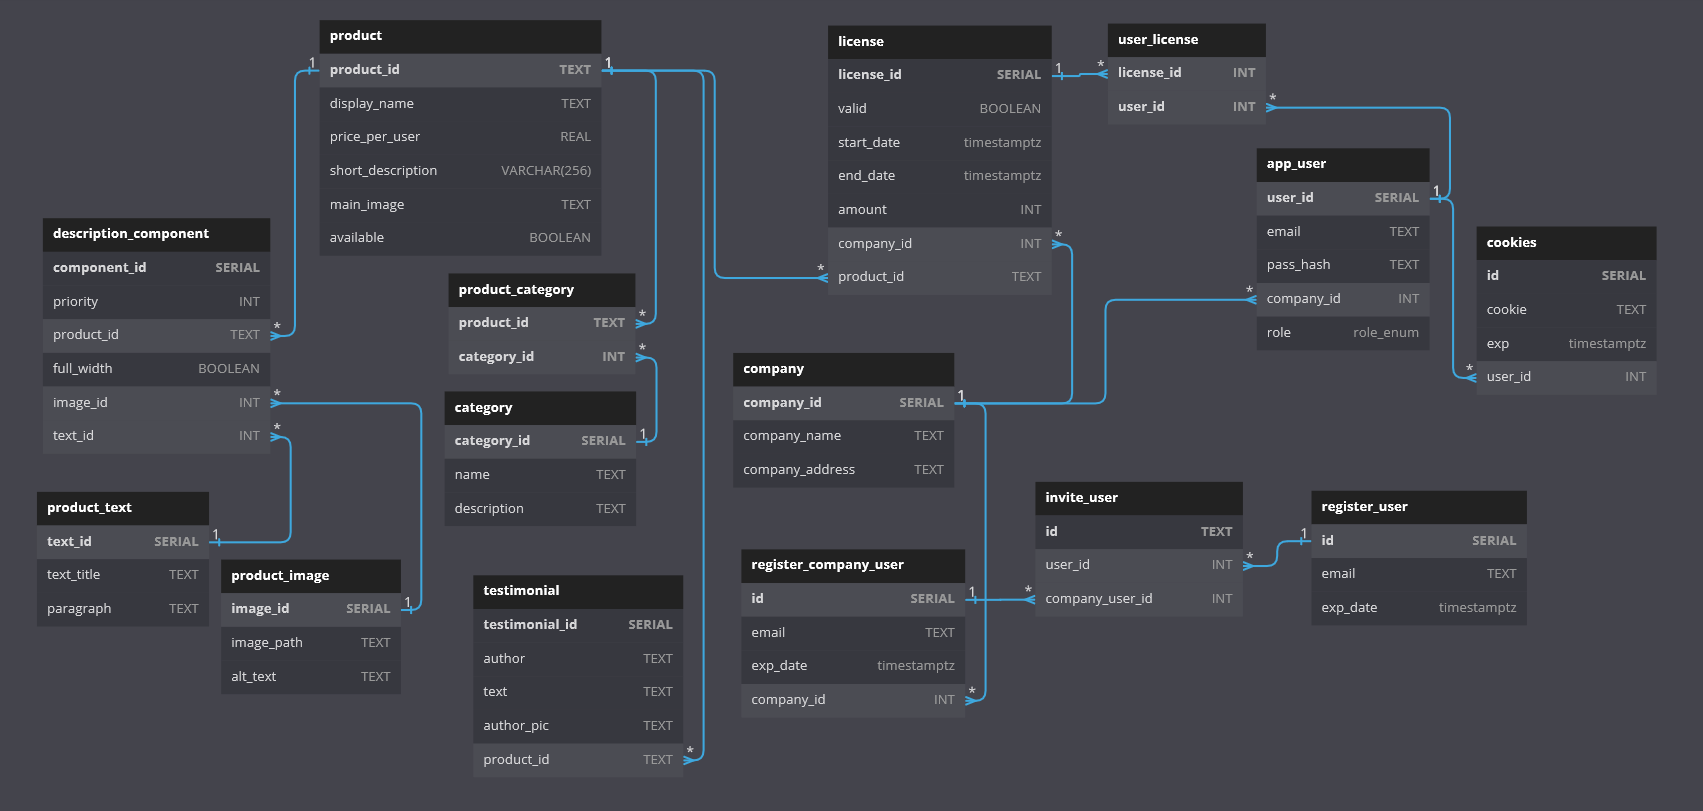 product
1 product_id TEXT 1
display_name TEXT
price_per_user REAL
short_description VARCHAR(256)
main_image TEXT
available BOOLEAN
license
license_id SERIAL 1
valid BOOLEAN
start_date timestamptz
end_date timestamptz
amount INT
company_id INT *
* product_id TEXT
user_license
* license_id INT
user_id INT *
app_user
user_id SERIAL 1
email TEXT
pass_hash TEXT
* company_id INT
role role_enum
cookies
id SERIAL
cookie TEXT
exp timestamptz
* user_id INT
description_component
component_id SERIAL
priority INT
product_id TEXT *
full_width BOOLEAN
image_id INT *
text_id INT *
product_category
product_id TEXT *
category_id INT *
category
category_id SERIAL 1
name TEXT
description TEXT
company
company_id SERIAL 1
company_name TEXT
company_address TEXT
product_text
text_id SERIAL 1
text_title TEXT
paragraph TEXT
product_image
image_id SERIAL 1
image_path TEXT
alt_text TEXT
testimonial
testimonial_id SERIAL
author TEXT
text TEXT
author_pic TEXT
product_id TEXT *
register_company_user
id SERIAL 1
email TEXT
exp_date timestamptz
company_id INT *
invite_user
id TEXT
user_id INT *
* company_user_id INT
register_user
1 id SERIAL
email TEXT
exp_date timestamptz